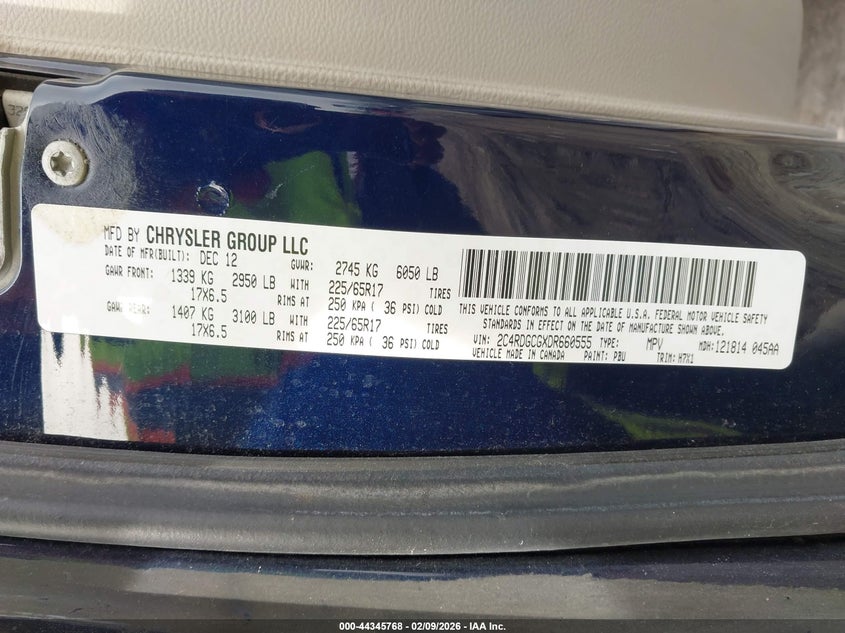 MFD BY CHRYSLER GROUP LLC
DATE OF MFR(BUILT): DEC 12 GVWR: 2745 KG 6050 LB
GAWR FRONT: 1339 KG 2950 LB WITH 225/65R17 TIRES
17X6.5 RIMS AT 250 KPA ( 36 PSI) COLD
GAWR REAR: 1407 KG 3100 LB WITH 225/65R17 TIRES
17X6.5 RIMS AT 250 KPA ( 36 PSI) COLD
THIS VEHICLE CONFORMS TO ALL APPLICABLE U.S.A. FEDERAL MOTOR VEHICLE SAFETY
STANDARDS IN EFFECT ON THE DATE OF MANUFACTURE SHOWN ABOVE.
VIN: 2C4RDGCGXDR660555 TYPE: MPV MDH:121814 045AA
VEHICLE MADE IN CANADA PAINT: PBU TRIM: H7X1
000-44345768 - 02/09/2026 - IAA Inc.